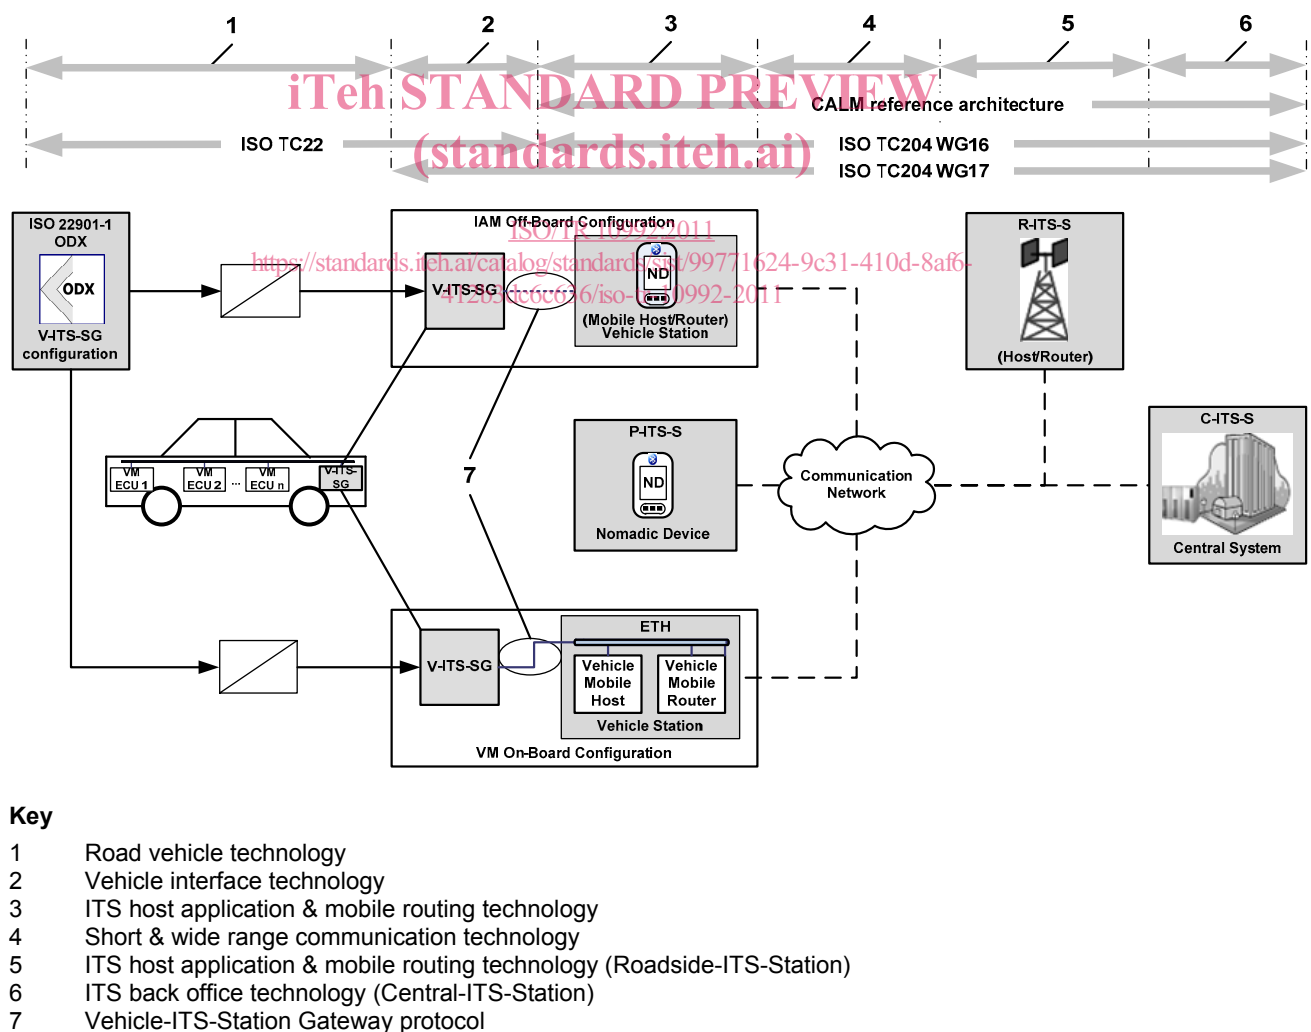 1 2 3 4 5 6
iTeh STANDARD PREVIEW
CALM reference architecture
ISO TC22
ISO TC204 WG16
(standards.iteh.ai)
ISO TC204 WG17
ISO 22901-1
ODX
ODX
V-ITS-SG
configuration
IAM Off-Board Configuration
ISO/TR 10992:2011
https://standards.iteh.ai/catalog/standards/sist/99771624-9c31-410d-8af6-
412b3dc6c636/iso-tr-10992-2011
V-ITS-SG
ND
(Mobile Host/Router)
Vehicle Station
R-ITS-S
(Host/Router)
VM
ECU 1
VM
ECU 2
...
VM
ECU n
V-ITS-
SG
7
P-ITS-S
ND
Nomadic Device
Communication
Network
C-ITS-S
Central System
V-ITS-SG
ETH
Vehicle
Mobile
Host
Vehicle
Mobile
Router
Vehicle Station
VM On-Board Configuration
Key
1 Road vehicle technology
2 Vehicle interface technology
3 ITS host application & mobile routing technology
4 Short & wide range communication technology
5 ITS host application & mobile routing technology (Roadside-ITS-Station)
6 ITS back office technology (Central-ITS-Station)
7 Vehicle-ITS-Station Gateway protocol